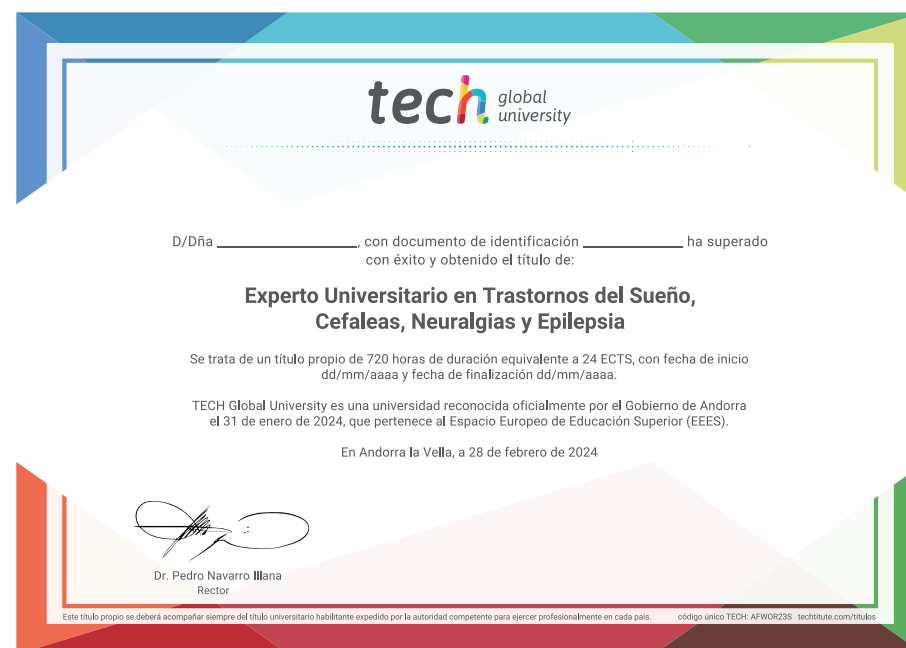 tech global university
D/Dña ____________________, con documento de identificación ______________ ha superado
con éxito y obtenido el título de:
Experto Universitario en Trastornos del Sueño,
Cefaleas, Neuralgias y Epilepsia
Se trata de un título propio de 720 horas de duración equivalente a 24 ECTS, con fecha de inicio
dd/mm/aaaa y fecha de finalización dd/mm/aaaa.
TECH Global University es una universidad reconocida oficialmente por el Gobierno de Andorra
el 31 de enero de 2024, que pertenece al Espacio Europeo de Educación Superior (EEES).
En Andorra la Vella, a 28 de febrero de 2024
Dr. Pedro Navarro Illana
Rector
Este título propio se deberá acompañar siempre del título universitario habilitante expedido por la autoridad competente para ejercer profesionalmente en cada país. código único TECH: AFWOR23S techtitute.com/titulos